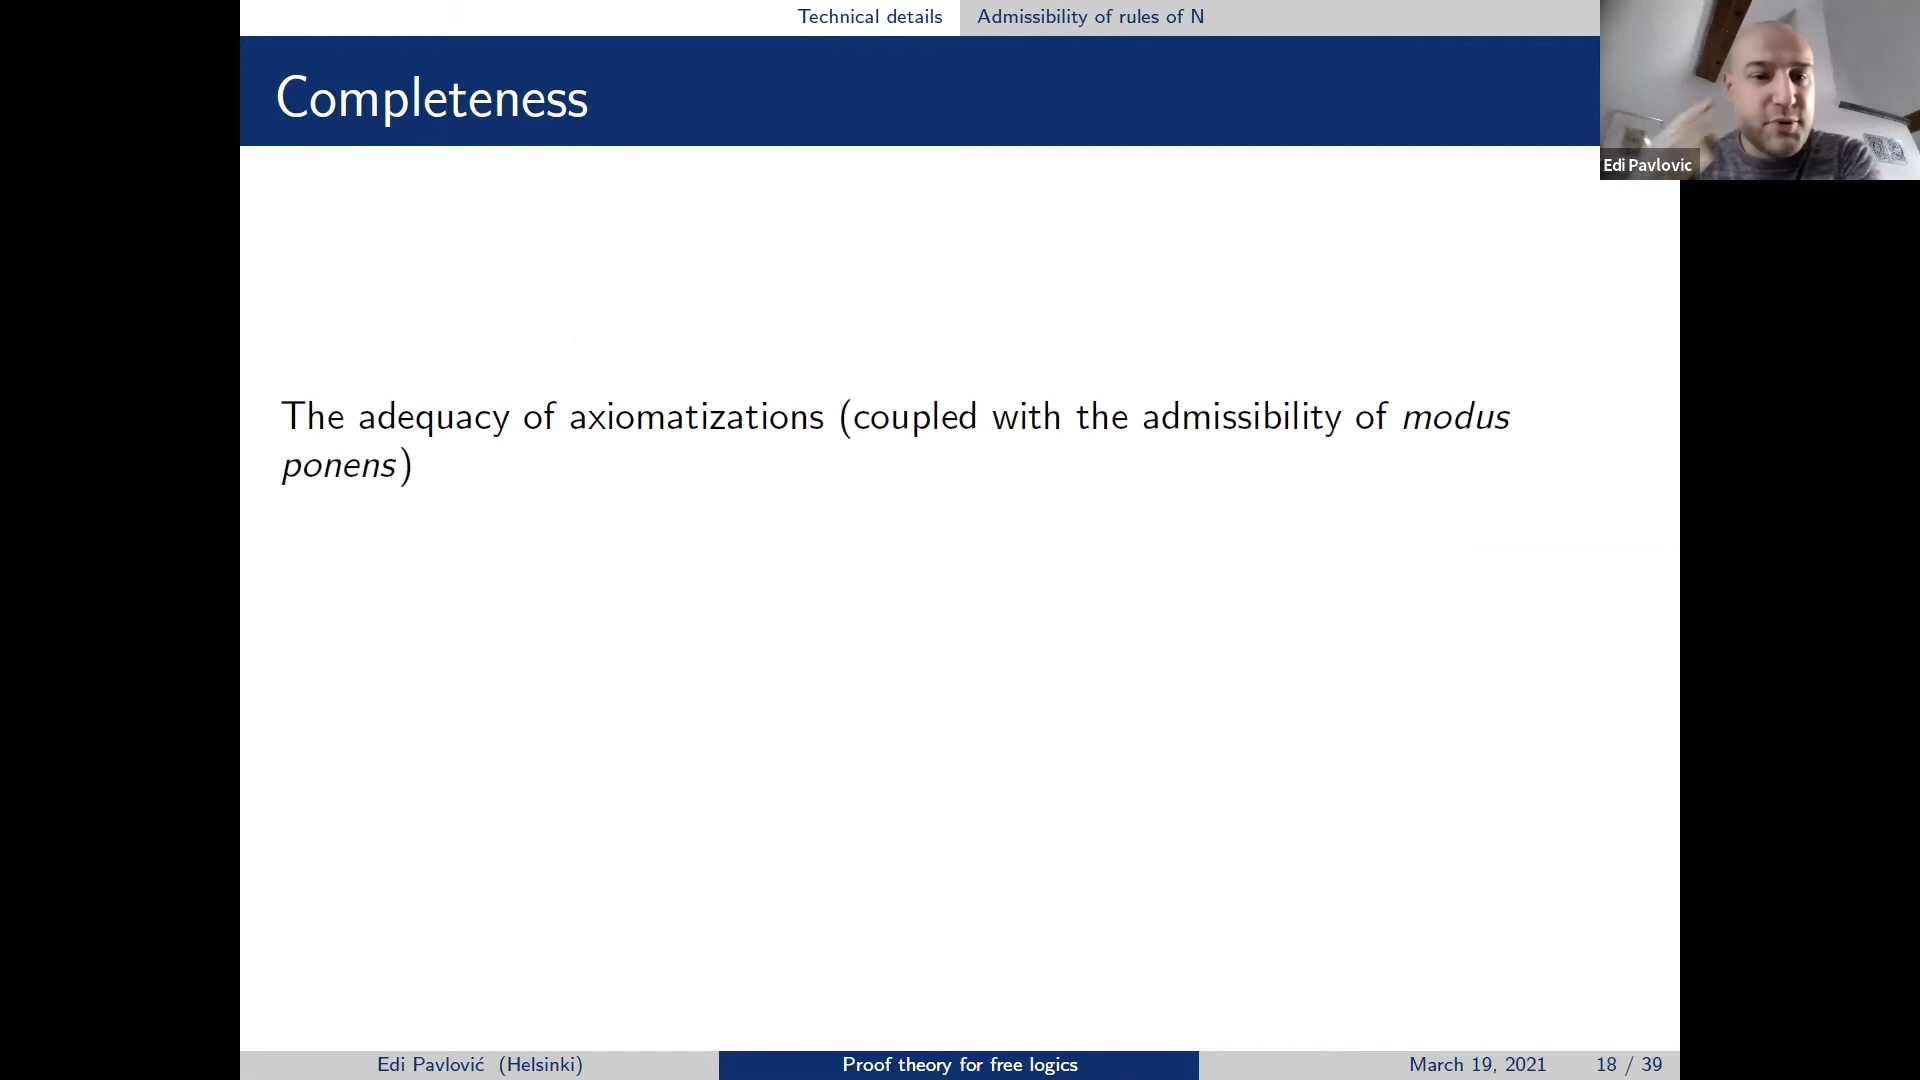 Technical details
Admissibility of rules of N
Completeness
Edi Pavlovic
The adequacy of axiomatizations (coupled with the admissibility of modus
ponens)
Edi Pavlović (Helsinki)
Proof theory for free logics
March 19, 2021
18 / 39